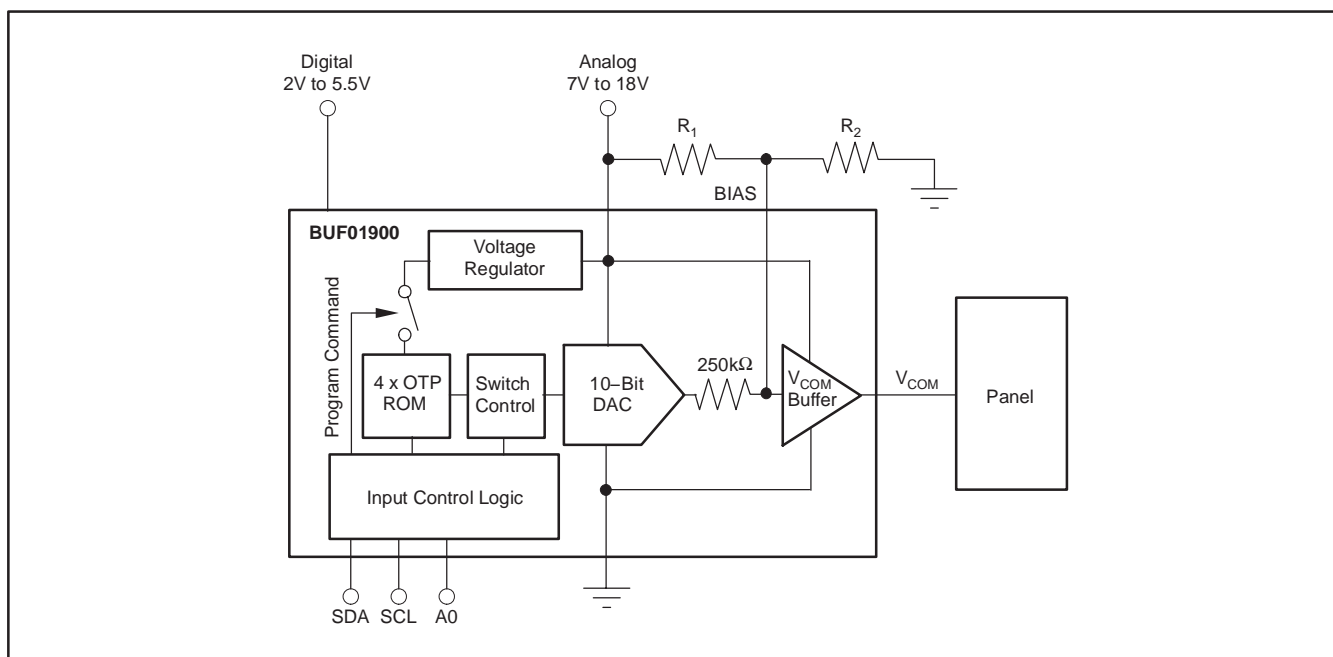 Digital
2V to 5.5V
Analog
7V to 18V
R1
R2
BIAS
BUF01900
Voltage
Regulator
Program Command
4 x OTP
ROM
Switch
Control
10–Bit
DAC
250kΩ
VCOM
Buffer
VCOM
Panel
Input Control Logic
SDA
SCL
A0